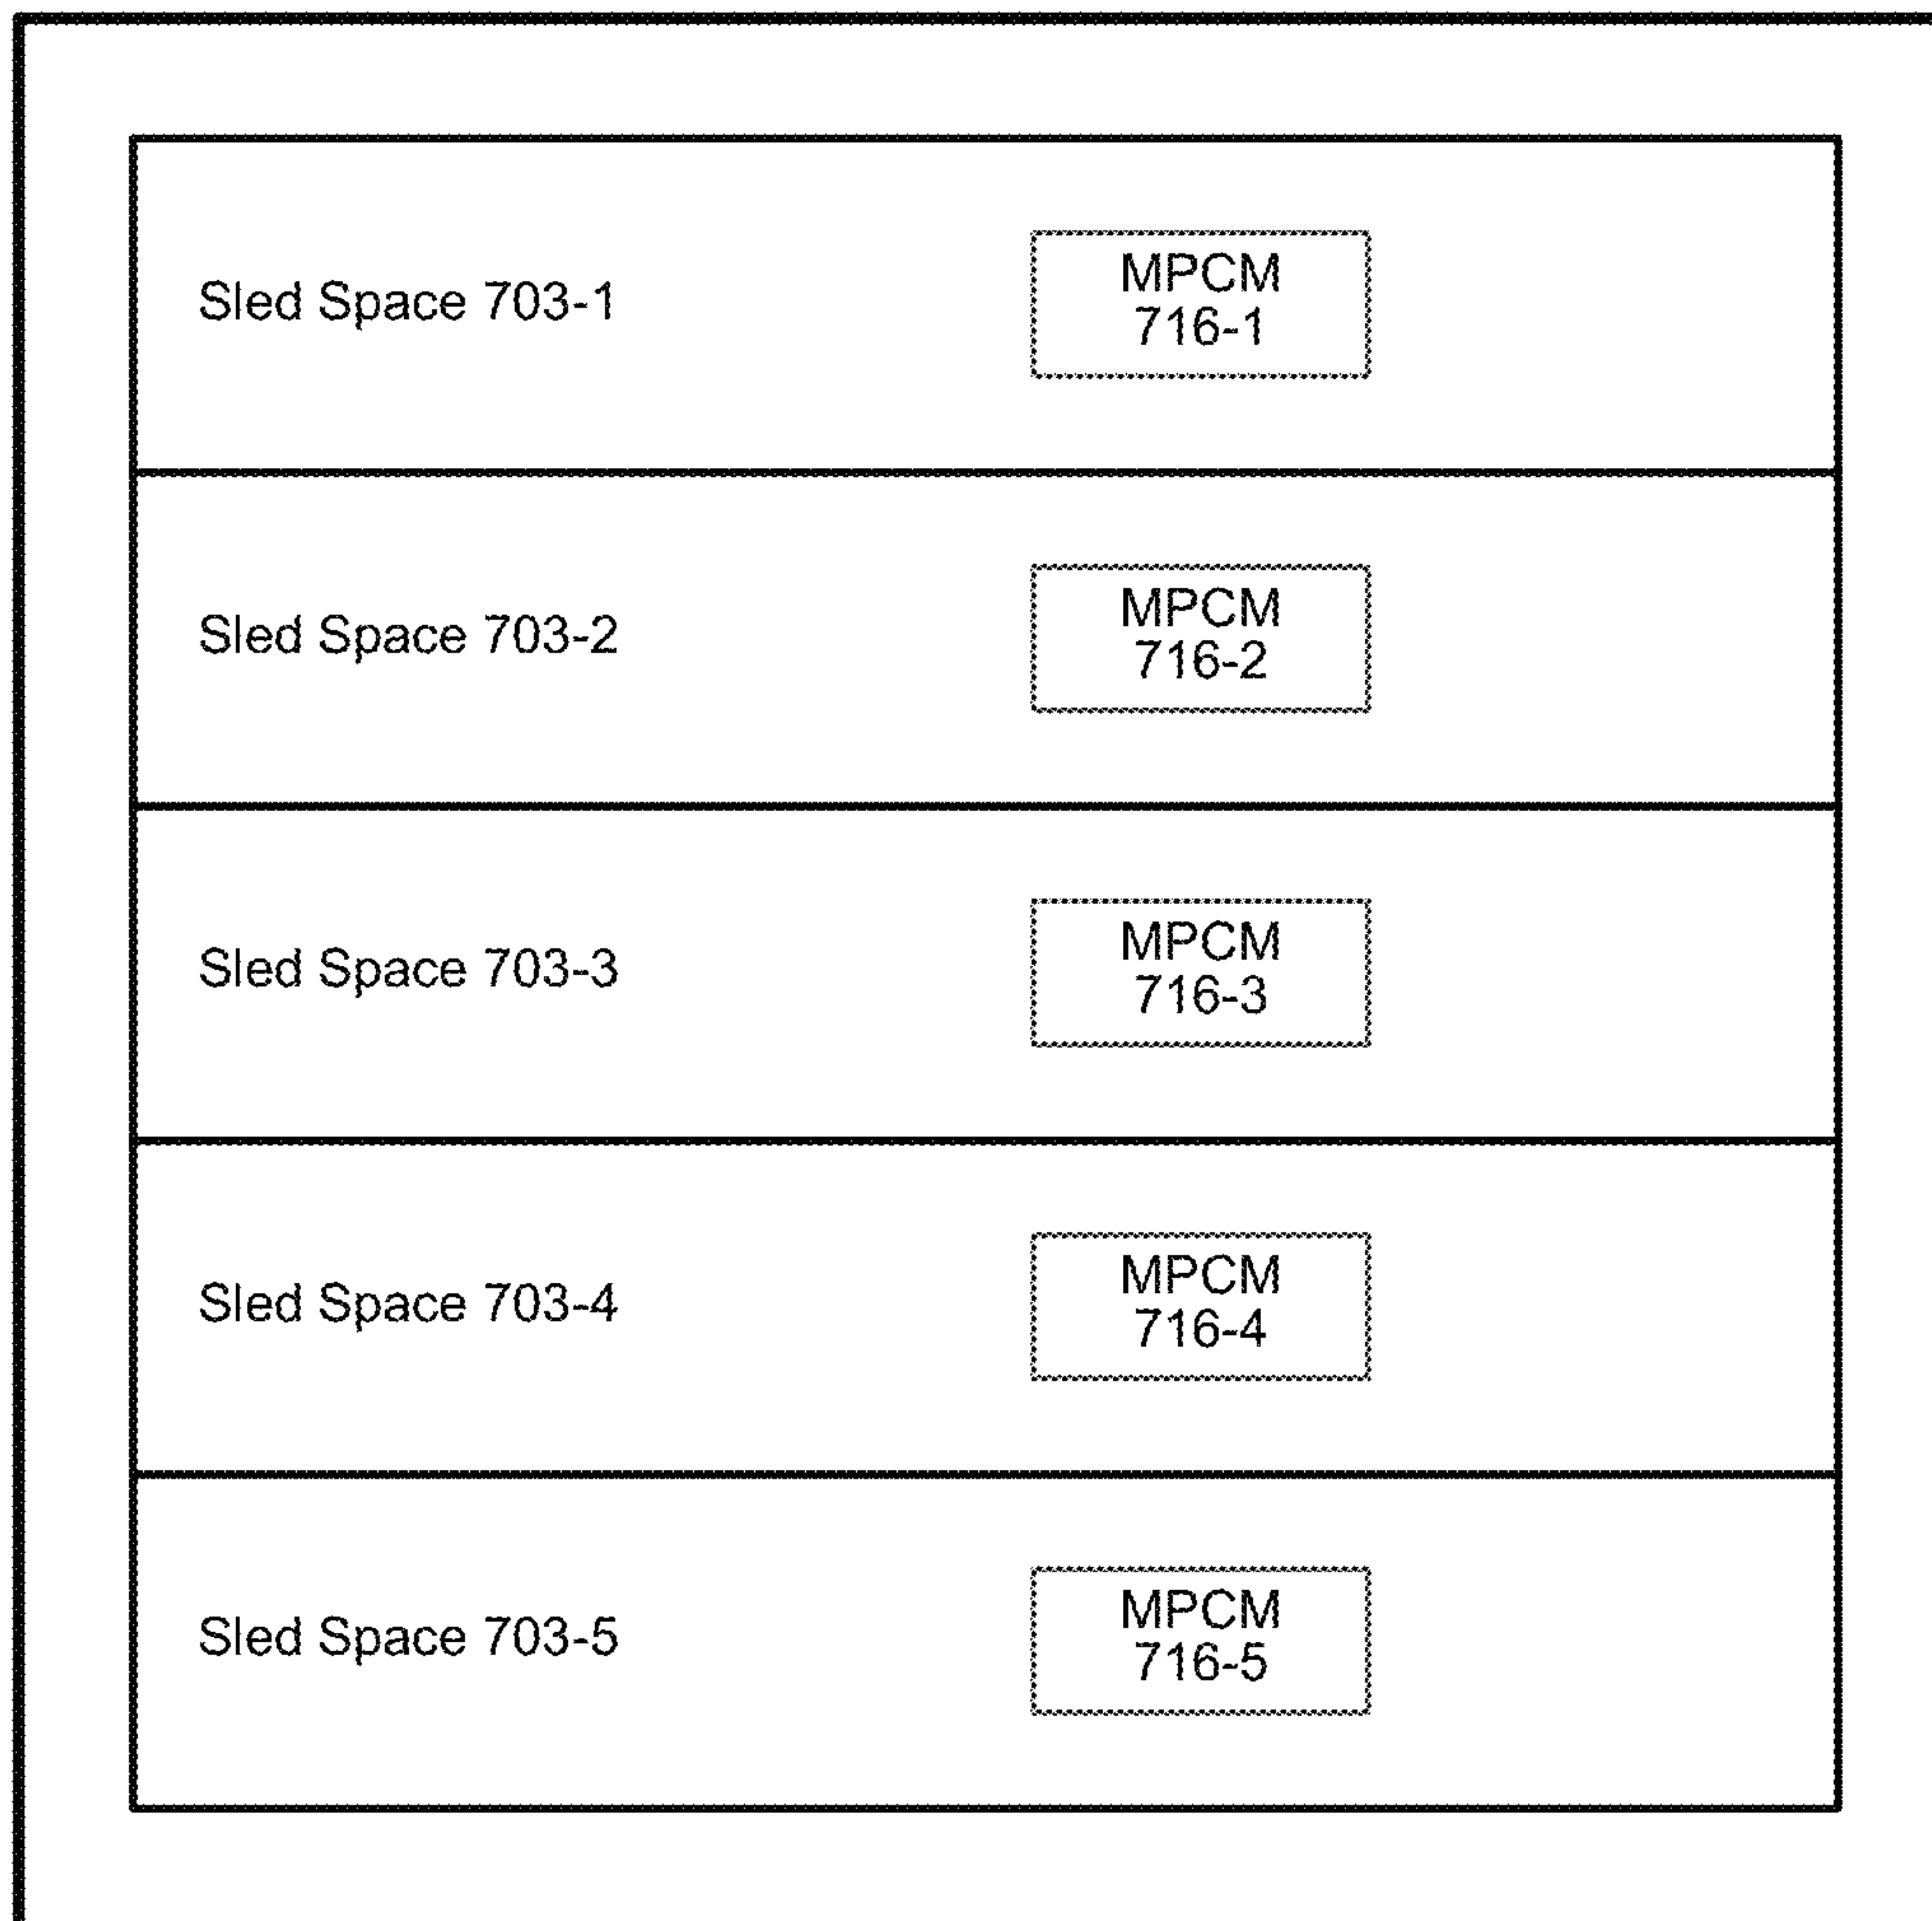 Sled Space 703-1
MPCM
716-1
Sled Space 703-2
MPCM
716-2
Sled Space 703-3
MPCM
716-3
Sled Space 703-4
MPCM
716-4
Sled Space 703-5
MPCM
716-5